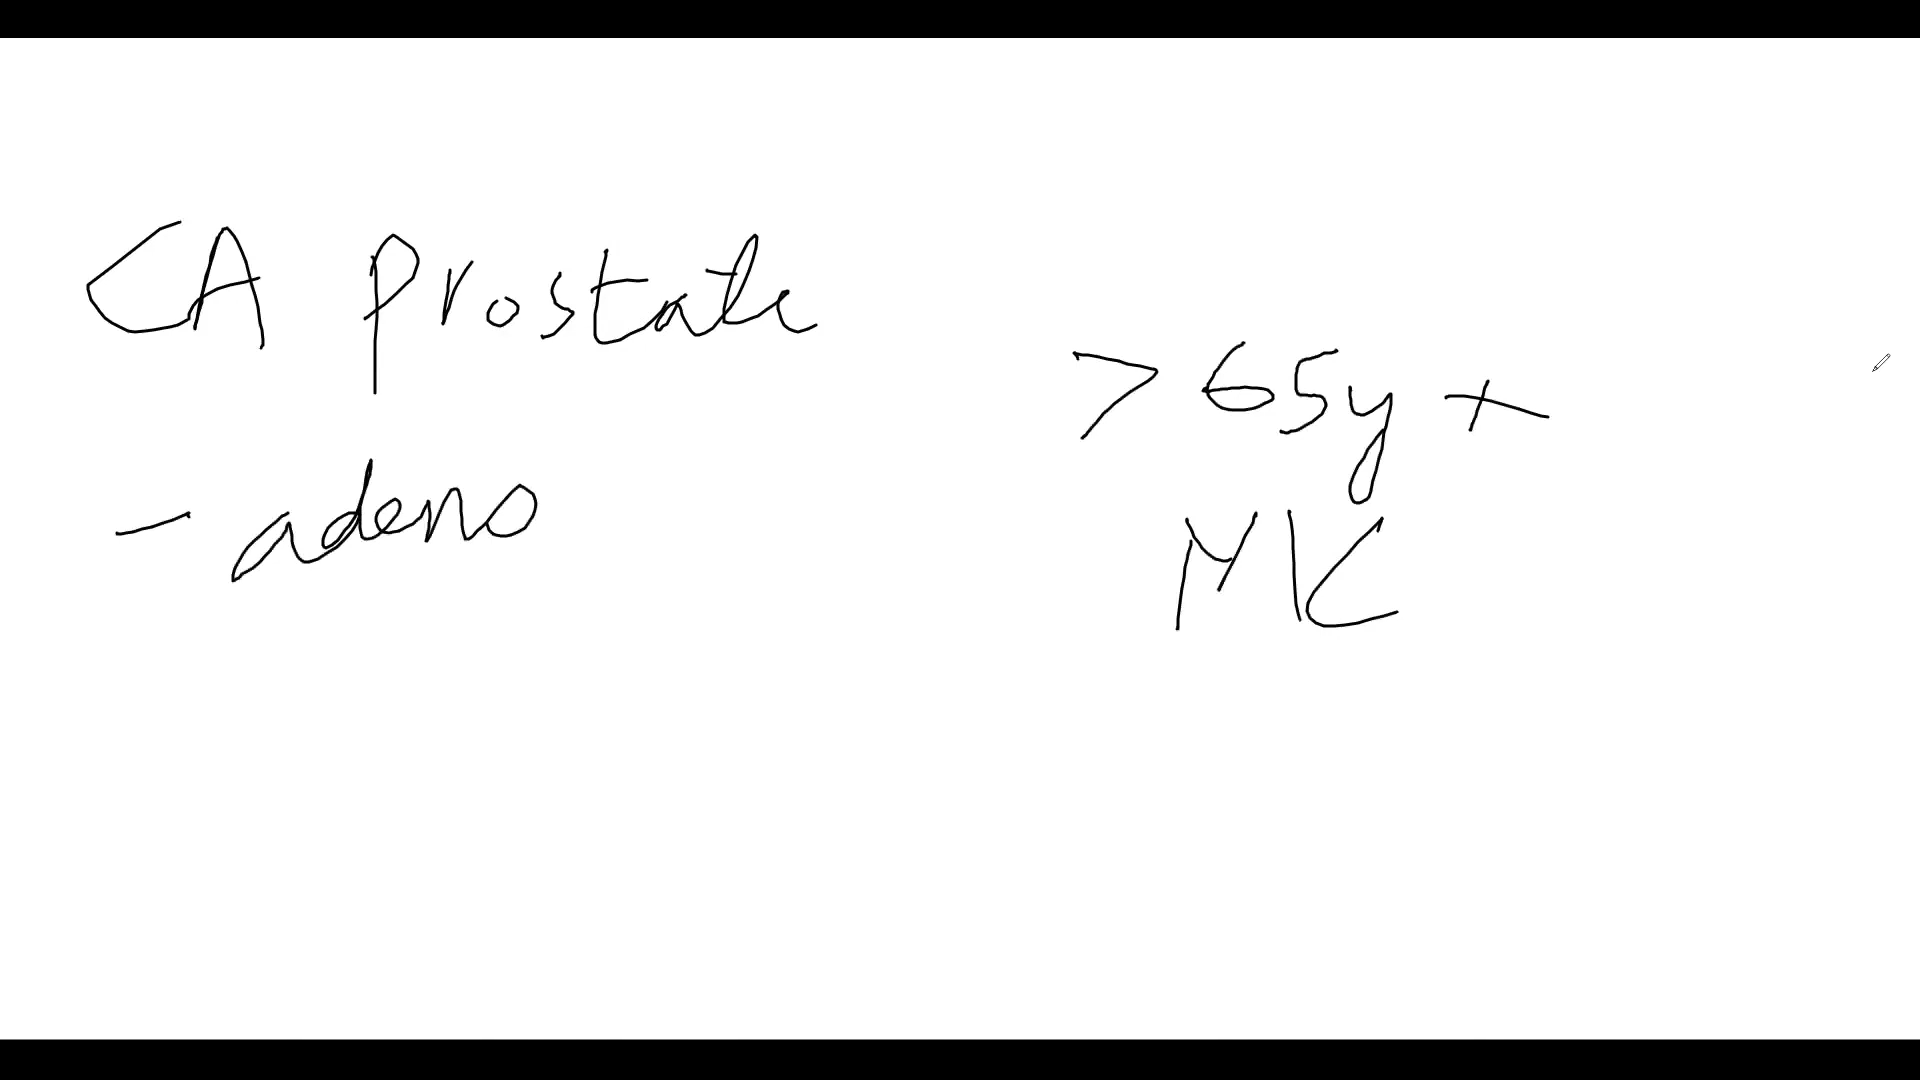 CA Prostate
- adeno
> 65y +
MC